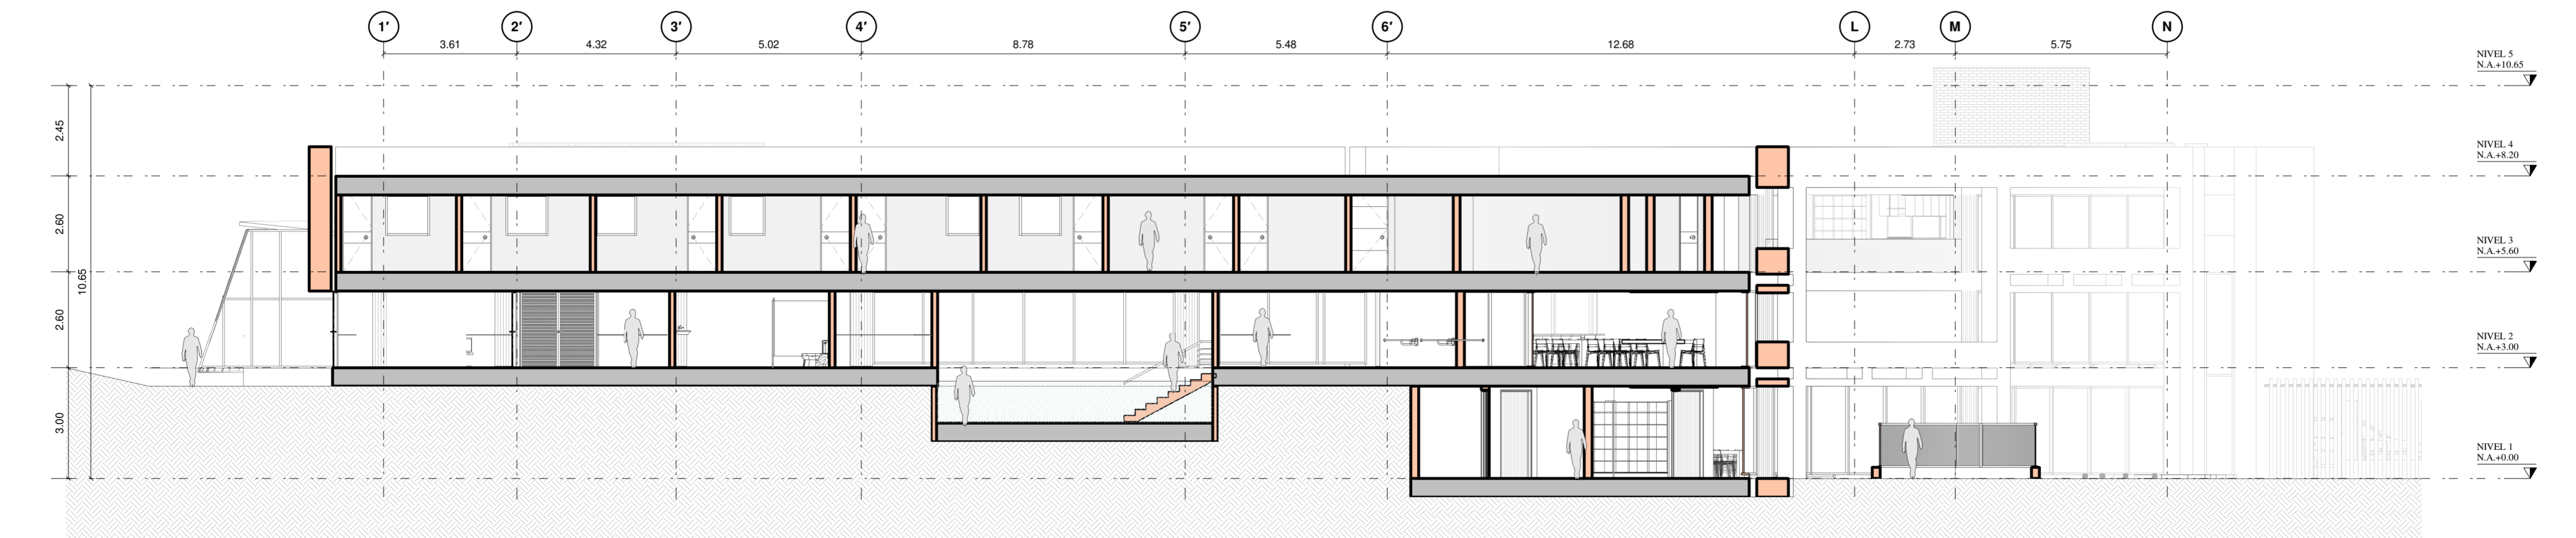 1′ 2′ 3′ 4′ 5′ 6′ L M N
3.61 4.32 5.02 8.78 5.48 12.68 2.73 5.75
NIVEL 5
N.A.+10.65
2.45
NIVEL 4
N.A.+8.20
2.60
NIVEL 3
N.A.+5.60
10.65
2.60
NIVEL 2
N.A.+3.00
3.00
NIVEL 1
N.A.+0.00